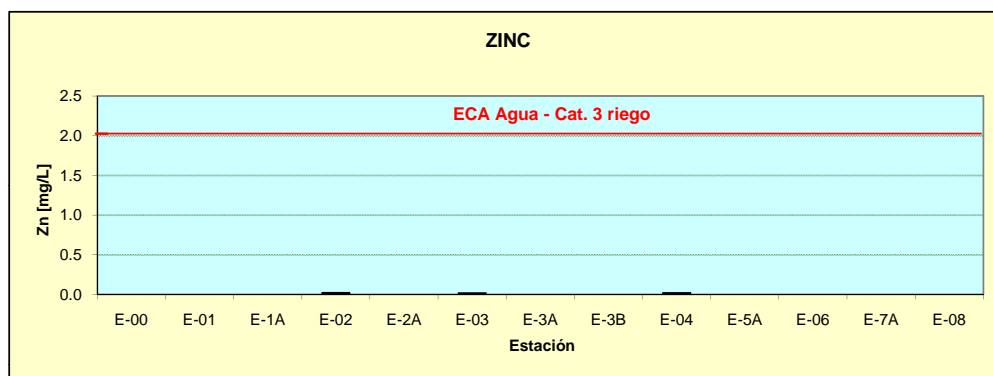 ZINC
ECA Agua - Cat. 3 riego
Zn [mg/L]
2.5
2.0
1.5
1.0
0.5
0.0
E-00 E-01 E-1A E-02 E-2A E-03 E-3A E-3B E-04 E-5A E-06 E-7A E-08
Estación